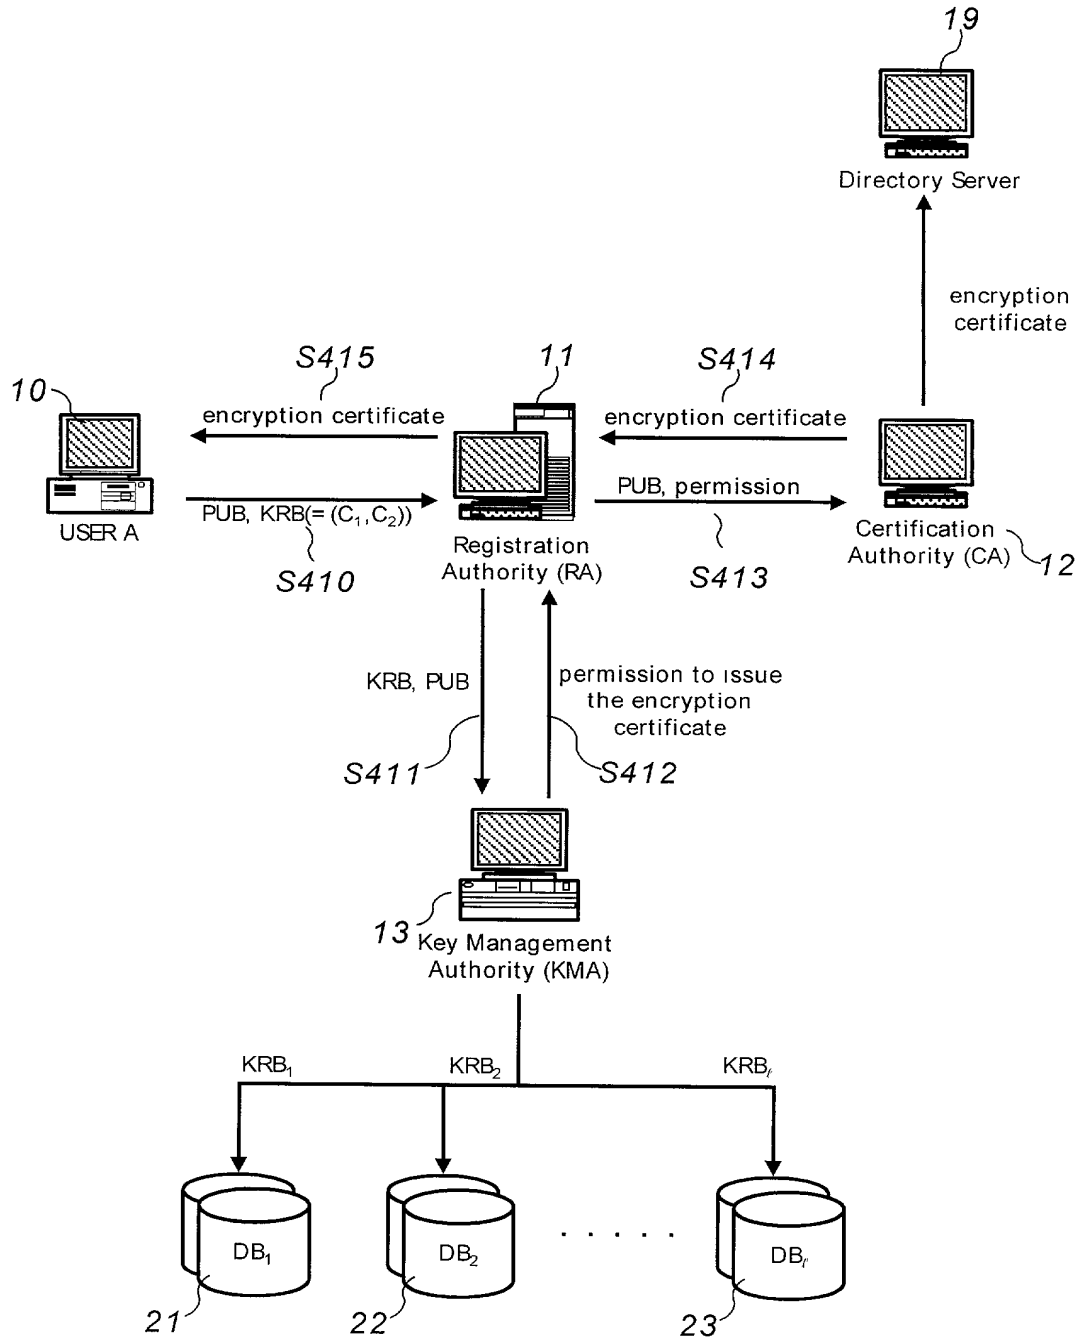 19
Directory Server
encryption
certificate
S415
11
S414
10
encryption certificate
encryption certificate
PUB, KRB(= (C₁, C₂))
PUB, permission
USER A
Registration
Authority (RA)
Certification
Authority (CA)
12
S410
S413
KRB, PUB
permission to issue
the encryption
certificate
S411
S412
13
Key Management
Authority (KMA)
KRB₁
KRB₂
KRBℓ
DB₁
DB₂
. . . . .
DBℓ
21
22
23